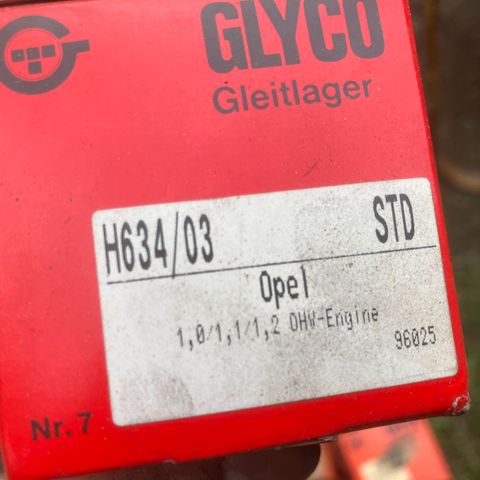 GLYCO
Gleitlager
H634/03 STD
Opel
1,0/1,1/1,2 OHV-Engine
96025
Nr. 7